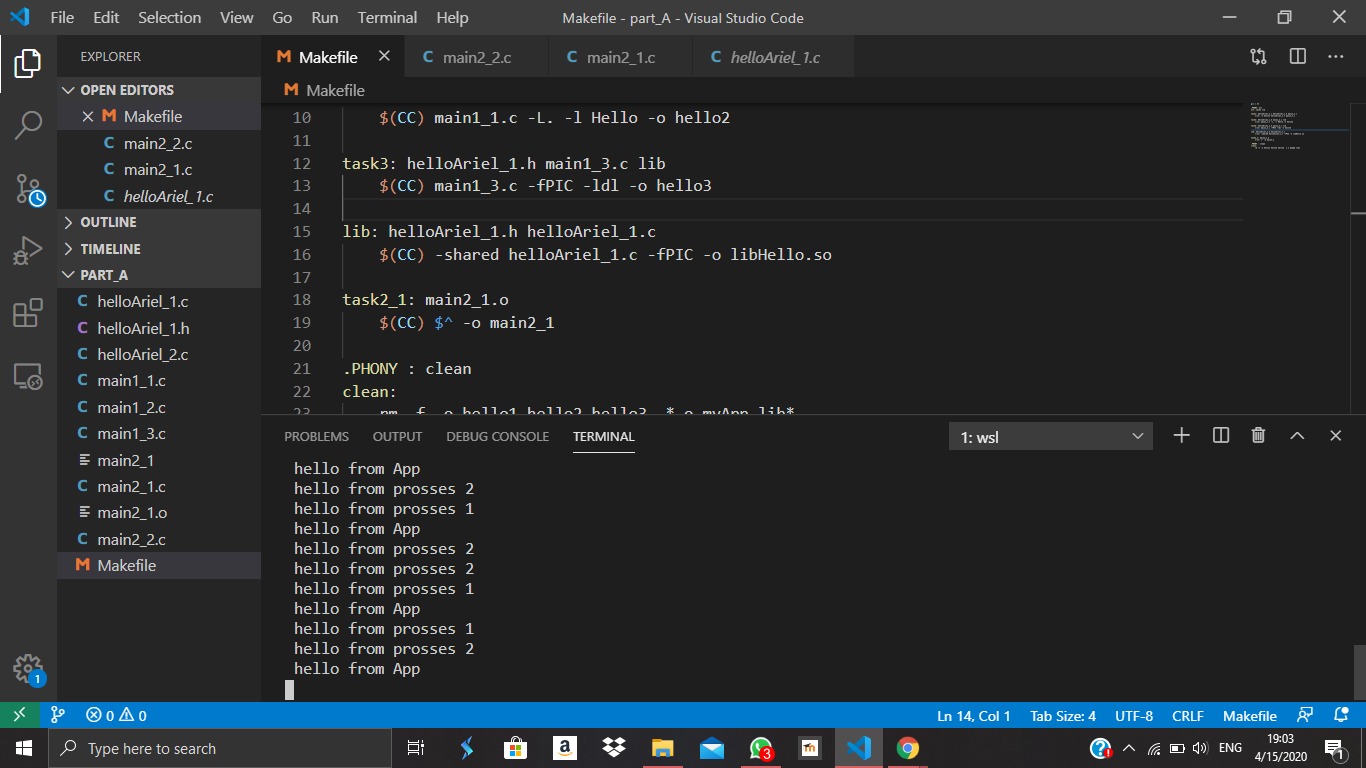 File Edit Selection View Go Run Terminal Help
Makefile - part_A - Visual Studio Code
EXPLORER
OPEN EDITORS
Makefile
main2_2.c
main2_1.c
helloAriel_1.c
OUTLINE
TIMELINE
PART_A
helloAriel_1.c
helloAriel_1.h
helloAriel_2.c
main1_1.c
main1_2.c
main1_3.c
main2_1
main2_1.c
main2_1.o
main2_2.c
Makefile
1
Makefile main2_2.c main2_1.c helloAriel_1.c
Makefile
10 $(CC) main1_1.c -L. -l Hello -o hello2
11
12 task3: helloAriel_1.h main1_3.c lib
13 $(CC) main1_3.c -fPIC -ldl -o hello3
14
15 lib: helloAriel_1.h helloAriel_1.c
16 $(CC) -shared helloAriel_1.c -fPIC -o libHello.so
17
18 task2_1: main2_1.o
19 $(CC) $^ -o main2_1
20
21 .PHONY : clean
22 clean:
PROBLEMS OUTPUT DEBUG CONSOLE TERMINAL
1: wsl
hello from App
hello from prosses 2
hello from prosses 1
hello from App
hello from prosses 2
hello from prosses 2
hello from prosses 1
hello from App
hello from prosses 1
hello from prosses 2
hello from App
0 0
Ln 14, Col 1 Tab Size: 4 UTF-8 CRLF Makefile
Type here to search
3
ENG
19:03
4/15/2020
1